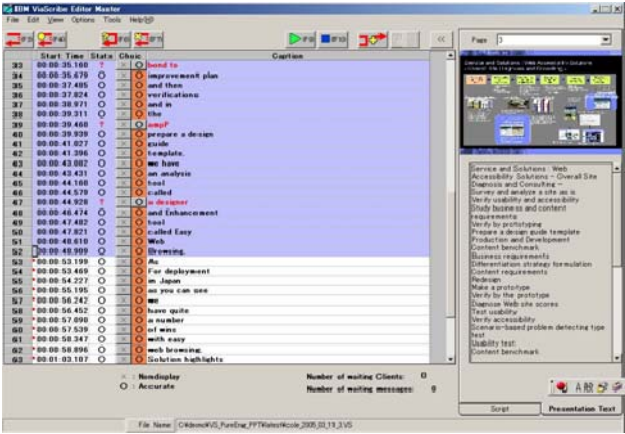 IBM ViaScribe Editor Master
File Edit View Options Tools Help(H)
Page 3
Start Time State Choic Caption
33 00:00:35.160 ? × O bond to
34 00:00:35.670 O × O improvement plan
35 00:00:37.405 O × O and then
36 00:00:37.824 O × O verifications
37 00:00:38.971 O × O and in
38 00:00:39.311 O × O the
39 00:00:39.460 ? × O ampP
40 00:00:39.939 O × O prepare a design
41 00:00:41.027 O × O guide
42 00:00:41.396 O × O template.
43 00:00:43.002 O × O we have
44 00:00:43.431 O × O an analysis
45 00:00:44.160 O × O tool
46 00:00:44.579 O × O called
47 00:00:44.928 ? × O a designer
48 00:00:46.474 O × O and Enhancement
49 00:00:47.402 O × O tool
50 00:00:47.821 O × O called Easy
51 00:00:48.610 O × O Web
52 00:00:48.909 O × O Browsing.
53 *00:00:53.199 O × O As
54 *00:00:53.469 O × O For deployment
55 *00:00:54.227 O × O in Japan
56 *00:00:55.195 O × O as you can see
57 *00:00:56.242 O × O we
58 *00:00:56.452 O × O have quite
59 *00:00:57.090 O × O a number
60 *00:00:57.539 O × O of wins
61 *00:00:58.347 O × O with easy
62 *00:00:58.896 O × O web browsing.
63 *00:01:03.107 O × O Solution highlights
Service and Solutions : Web
Accessibility Solutions - Overall Site
Diagnosis and Consulting -
Survey and analyze a site as is
Verify usability and accessibility
Study business and content
requirements
Verify by prototyping
Prepare a design guide template
Production and Development
Content benchmark
Business requirements
Differentiation strategy formulation
Content requirements
Redesign
Make a prototype
Verify by the prototype
Diagnose Web site scores
Test usability
Verify accessibility
Scenario-based problem detecting type
test
Usability test:
Content benchmark
× : Nondisplay
O : Accurate
Number of waiting Clients: 0
Number of waiting messages: 0
A 般
Script Presentation Text
File Name